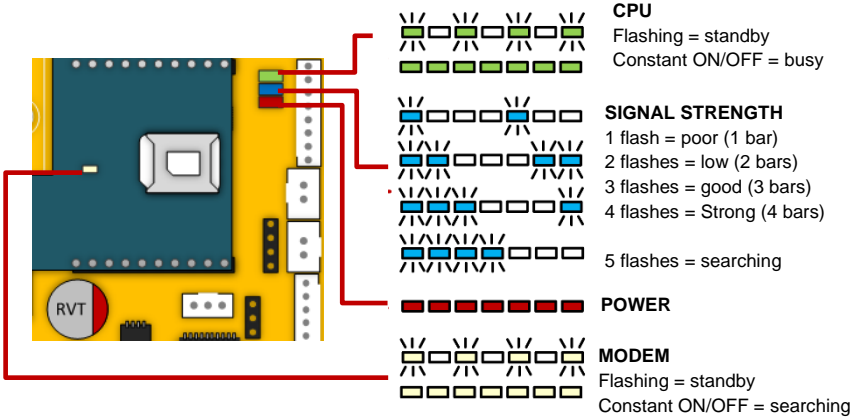 CPU
Flashing = standby
Constant ON/OFF = busy
SIGNAL STRENGTH
1 flash = poor (1 bar)
2 flashes = low (2 bars)
3 flashes = good (3 bars)
4 flashes = Strong (4 bars)
5 flashes = searching
RVT
POWER
MODEM
Flashing = standby
Constant ON/OFF = searching